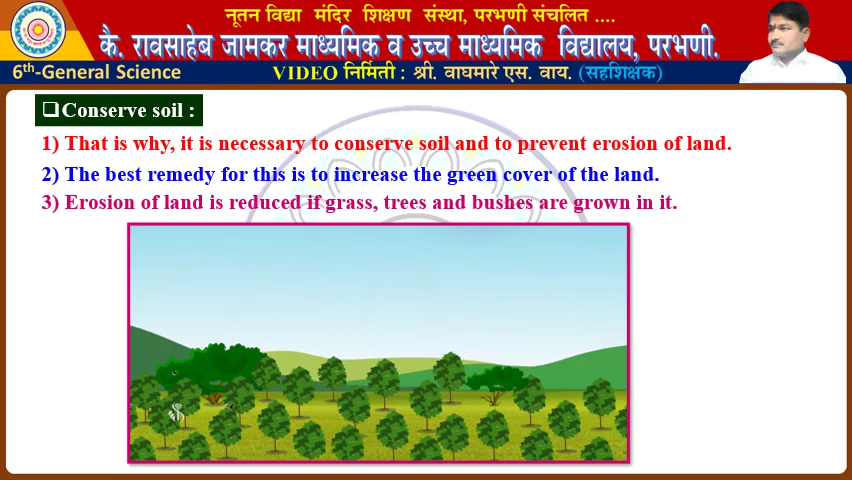 नूतन विद्या मंदिर शिक्षण संस्था, परभणी संचलित ....
कै. रावसाहेब जामकर माध्यमिक व उच्च माध्यमिक विद्यालय, परभणी.
6th-General Science
VIDEO निर्मिती : श्री. वाघमारे एस. वाय. (सहशिक्षक)
❑Conserve soil :
1) That is why, it is necessary to conserve soil and to prevent erosion of land.
2) The best remedy for this is to increase the green cover of the land.
3) Erosion of land is reduced if grass, trees and bushes are grown in it.